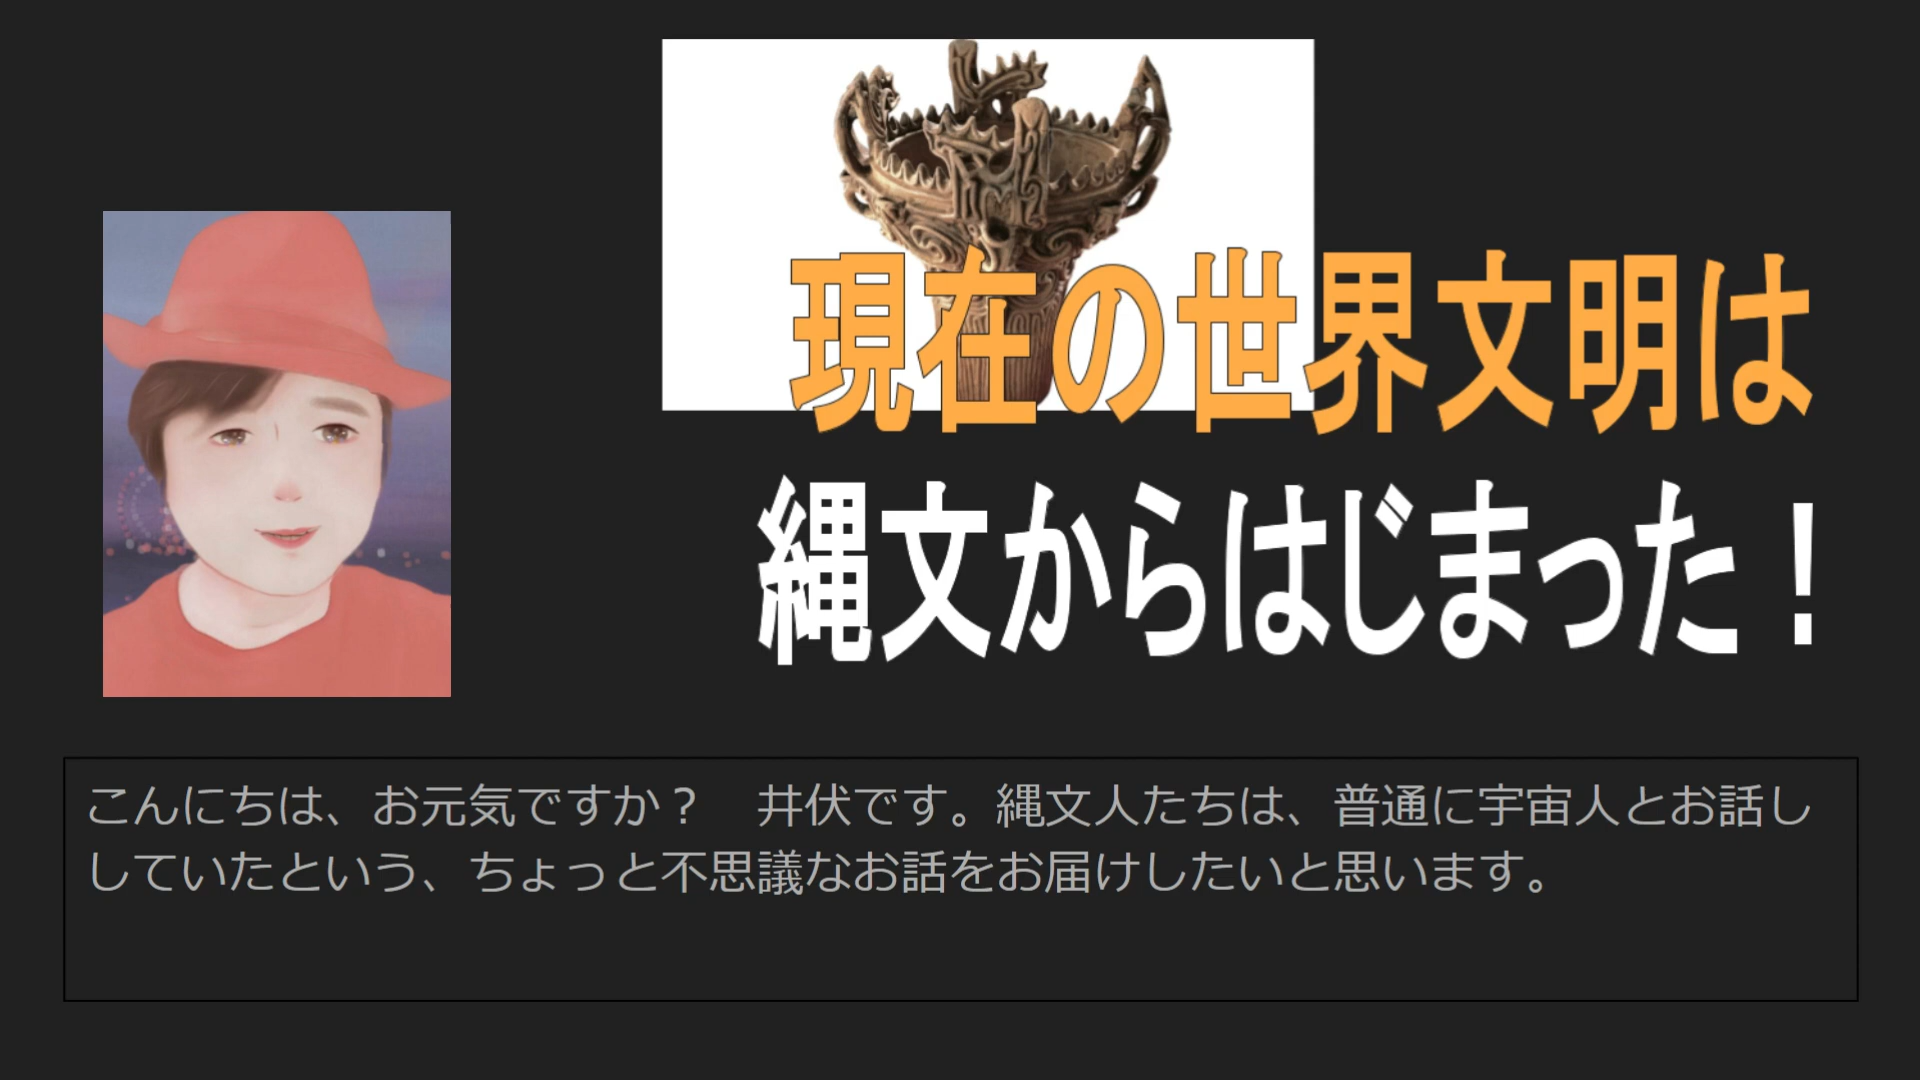 現在の世界文明は
縄文からはじまった！
こんにちは、お元気ですか？　井伏です。縄文人たちは、普通に宇宙人とお話し
していたという、ちょっと不思議なお話をお届けしたいと思います。